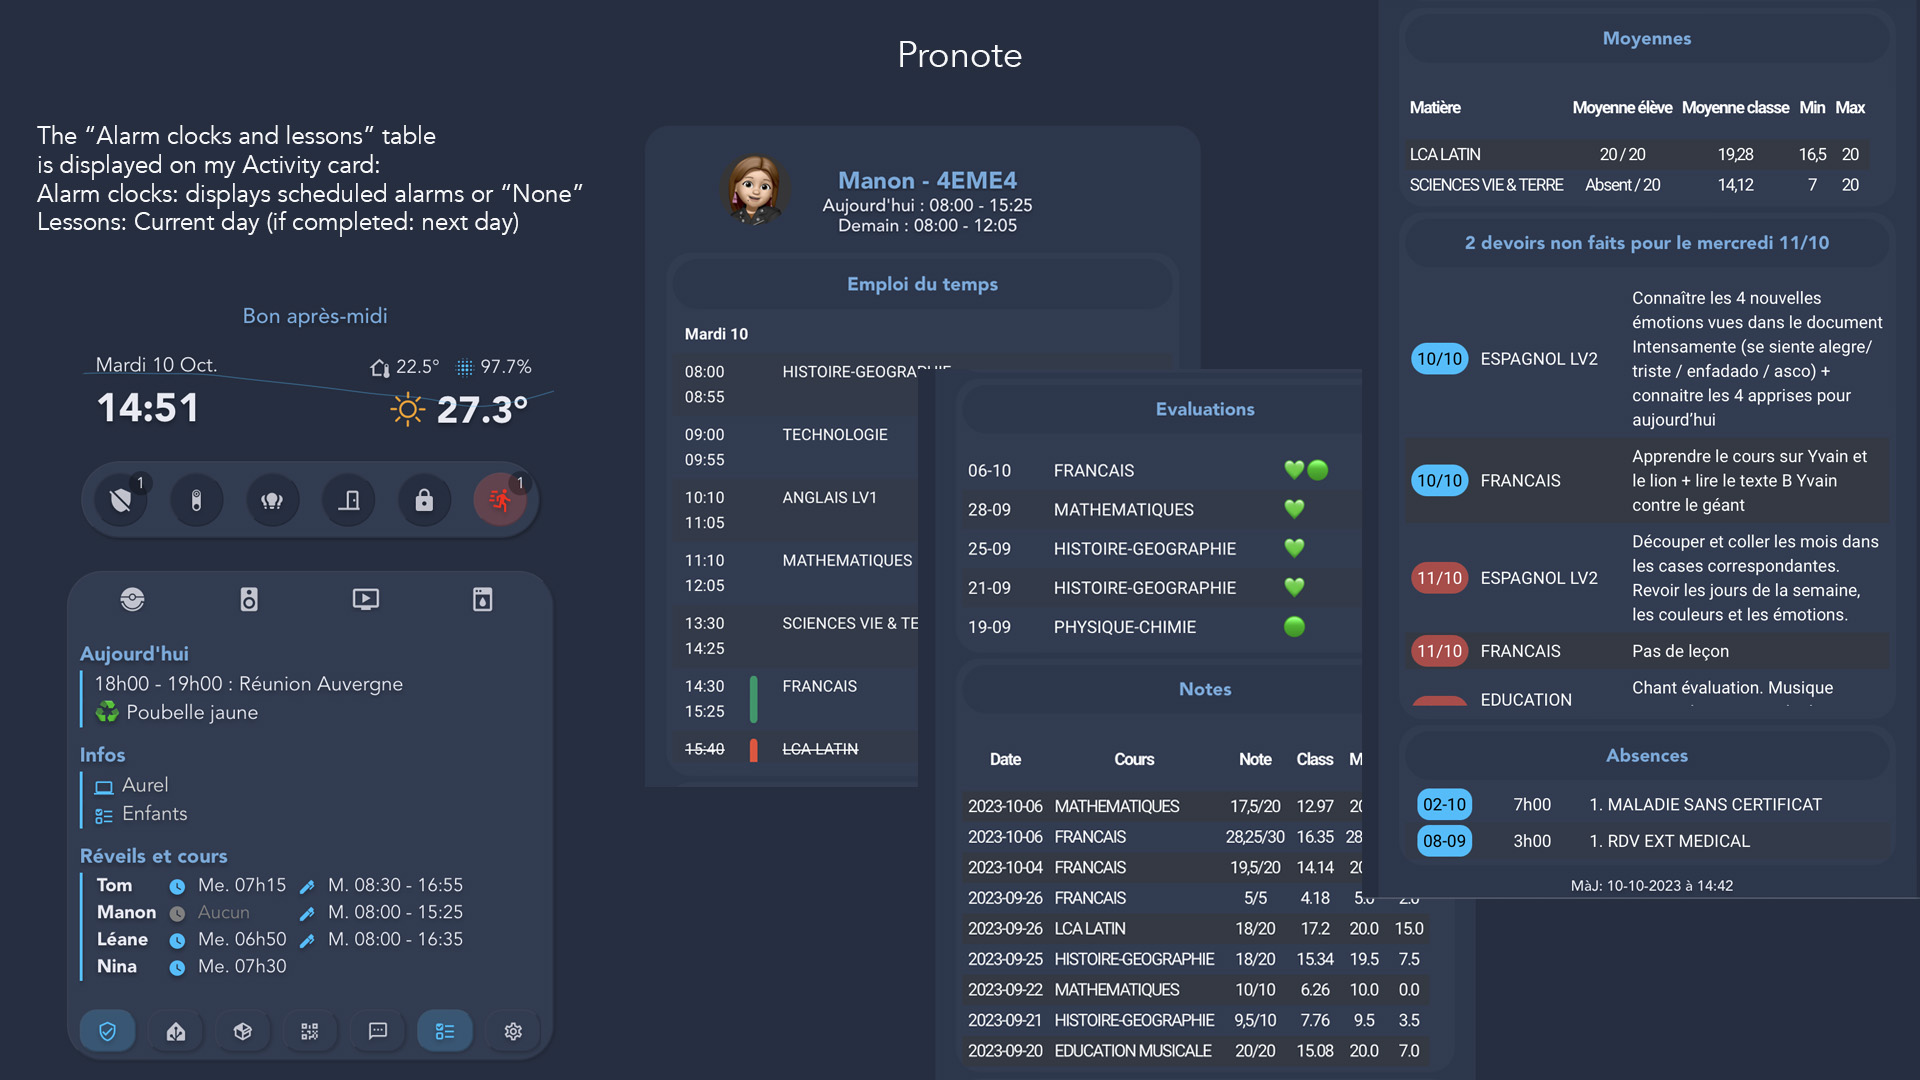 Pronote
The “Alarm clocks and lessons” table
is displayed on my Activity card:
Alarm clocks: displays scheduled alarms or “None”
Lessons: Current day (if completed: next day)
Bon après-midi
Mardi 10 Oct.
22.5° 97.7%
14:51
27.3°
1
1
Aujourd'hui
18h00 - 19h00 : Réunion Auvergne
Poubelle jaune
Infos
Aurel
Enfants
Réveils et cours
Tom Me. 07h15 M. 08:30 - 16:55
Manon Aucun M. 08:00 - 15:25
Léane Me. 06h50 M. 08:00 - 16:35
Nina Me. 07h30
Manon - 4EME4
Aujourd'hui : 08:00 - 15:25
Demain : 08:00 - 12:05
Emploi du temps
Mardi 10
08:00 HISTOIRE-GEOGRAPHIE
08:55
09:00 TECHNOLOGIE
09:55
10:10 ANGLAIS LV1
11:05
11:10 MATHEMATIQUES
12:05
13:30 SCIENCES VIE & TE
14:25
14:30 FRANCAIS
15:25
15:40 LCA LATIN
Evaluations
06-10 FRANCAIS
28-09 MATHEMATIQUES
25-09 HISTOIRE-GEOGRAPHIE
21-09 HISTOIRE-GEOGRAPHIE
19-09 PHYSIQUE-CHIMIE
Notes
Date Cours Note Class M
2023-10-06 MATHEMATIQUES 17,5/20 12.97 20
2023-10-06 FRANCAIS 28,25/30 16.35 28
2023-10-04 FRANCAIS 19,5/20 14.14 20
2023-09-26 FRANCAIS 5/5 4.18 5.0 2.0
2023-09-26 LCA LATIN 18/20 17.2 20.0 15.0
2023-09-25 HISTOIRE-GEOGRAPHIE 18/20 15.34 19.5 7.5
2023-09-22 MATHEMATIQUES 10/10 6.26 10.0 0.0
2023-09-21 HISTOIRE-GEOGRAPHIE 9,5/10 7.76 9.5 3.5
2023-09-20 EDUCATION MUSICALE 20/20 15.08 20.0 7.0
Moyennes
Matière Moyenne élève Moyenne classe Min Max
LCA LATIN 20 / 20 19,28 16,5 20
SCIENCES VIE & TERRE Absent / 20 14,12 7 20
2 devoirs non faits pour le mercredi 11/10
10/10 ESPAGNOL LV2
Connaître les 4 nouvelles
émotions vues dans le document
Intensamente (se siente alegre/
triste / enfadado / asco) +
connaitre les 4 apprises pour
aujourd’hui
10/10 FRANCAIS
Apprendre le cours sur Yvain et
le lion + lire le texte B Yvain
contre le géant
11/10 ESPAGNOL LV2
Découper et coller les mois dans
les cases correspondantes.
Revoir les jours de la semaine,
les couleurs et les émotions.
11/10 FRANCAIS Pas de leçon
EDUCATION
Chant évaluation. Musique
Absences
02-10 7h00 1. MALADIE SANS CERTIFICAT
08-09 3h00 1. RDV EXT MEDICAL
MàJ: 10-10-2023 à 14:42